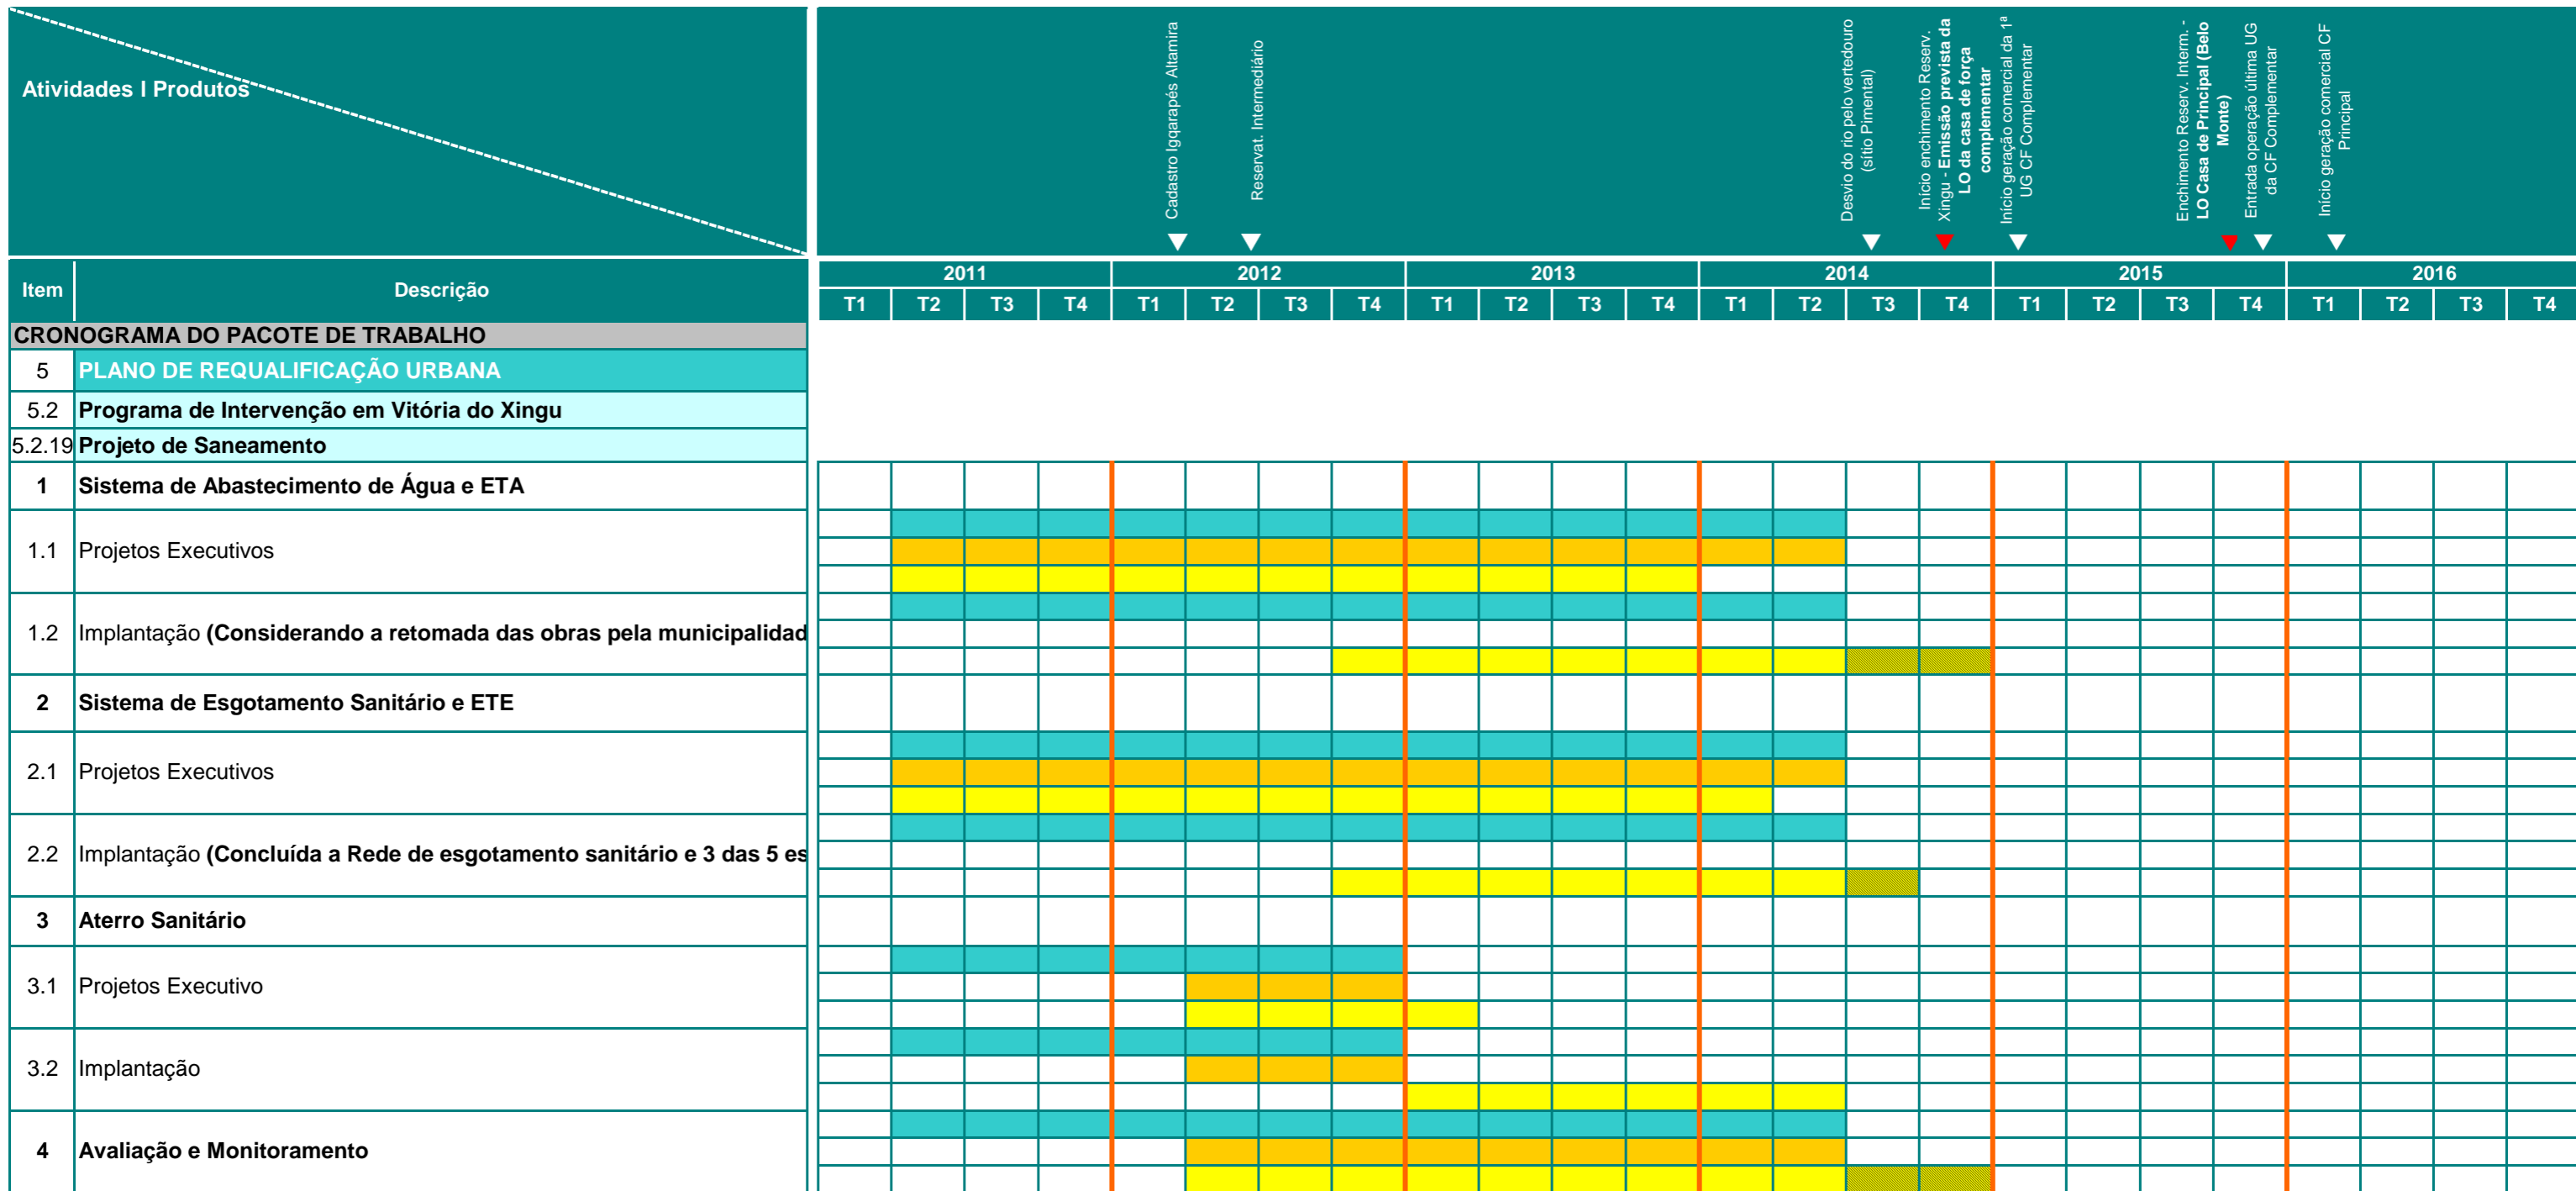 Atividades I Produtos
Cadastro Igqarapés Altamira
Reservat. Intermediário
Desvio do rio pelo vertedouro
(sítio Pimental)
Início enchimento Reserv.
Xingu - Emissão prevista da
LO da casa de força
complementar
Início geração comercial da 1ª
UG CF Complementar
Enchimento Reserv. Interm. -
LO Casa de Principal (Belo
Monte)
Entrada operação última UG
da CF Complementar
Início geração comercial CF
Principal
Item Descrição 2011 2012 2013 2014 2015 2016
T1 T2 T3 T4 T1 T2 T3 T4 T1 T2 T3 T4 T1 T2 T3 T4 T1 T2 T3 T4 T1 T2 T3 T4
CRONOGRAMA DO PACOTE DE TRABALHO
5 PLANO DE REQUALIFICAÇÃO URBANA
5.2 Programa de Intervenção em Vitória do Xingu
5.2.19 Projeto de Saneamento
1 Sistema de Abastecimento de Água e ETA
1.1 Projetos Executivos
1.2 Implantação (Considerando a retomada das obras pela municipalidad
2 Sistema de Esgotamento Sanitário e ETE
2.1 Projetos Executivos
2.2 Implantação (Concluída a Rede de esgotamento sanitário e 3 das 5 es
3 Aterro Sanitário
3.1 Projetos Executivo
3.2 Implantação
4 Avaliação e Monitoramento